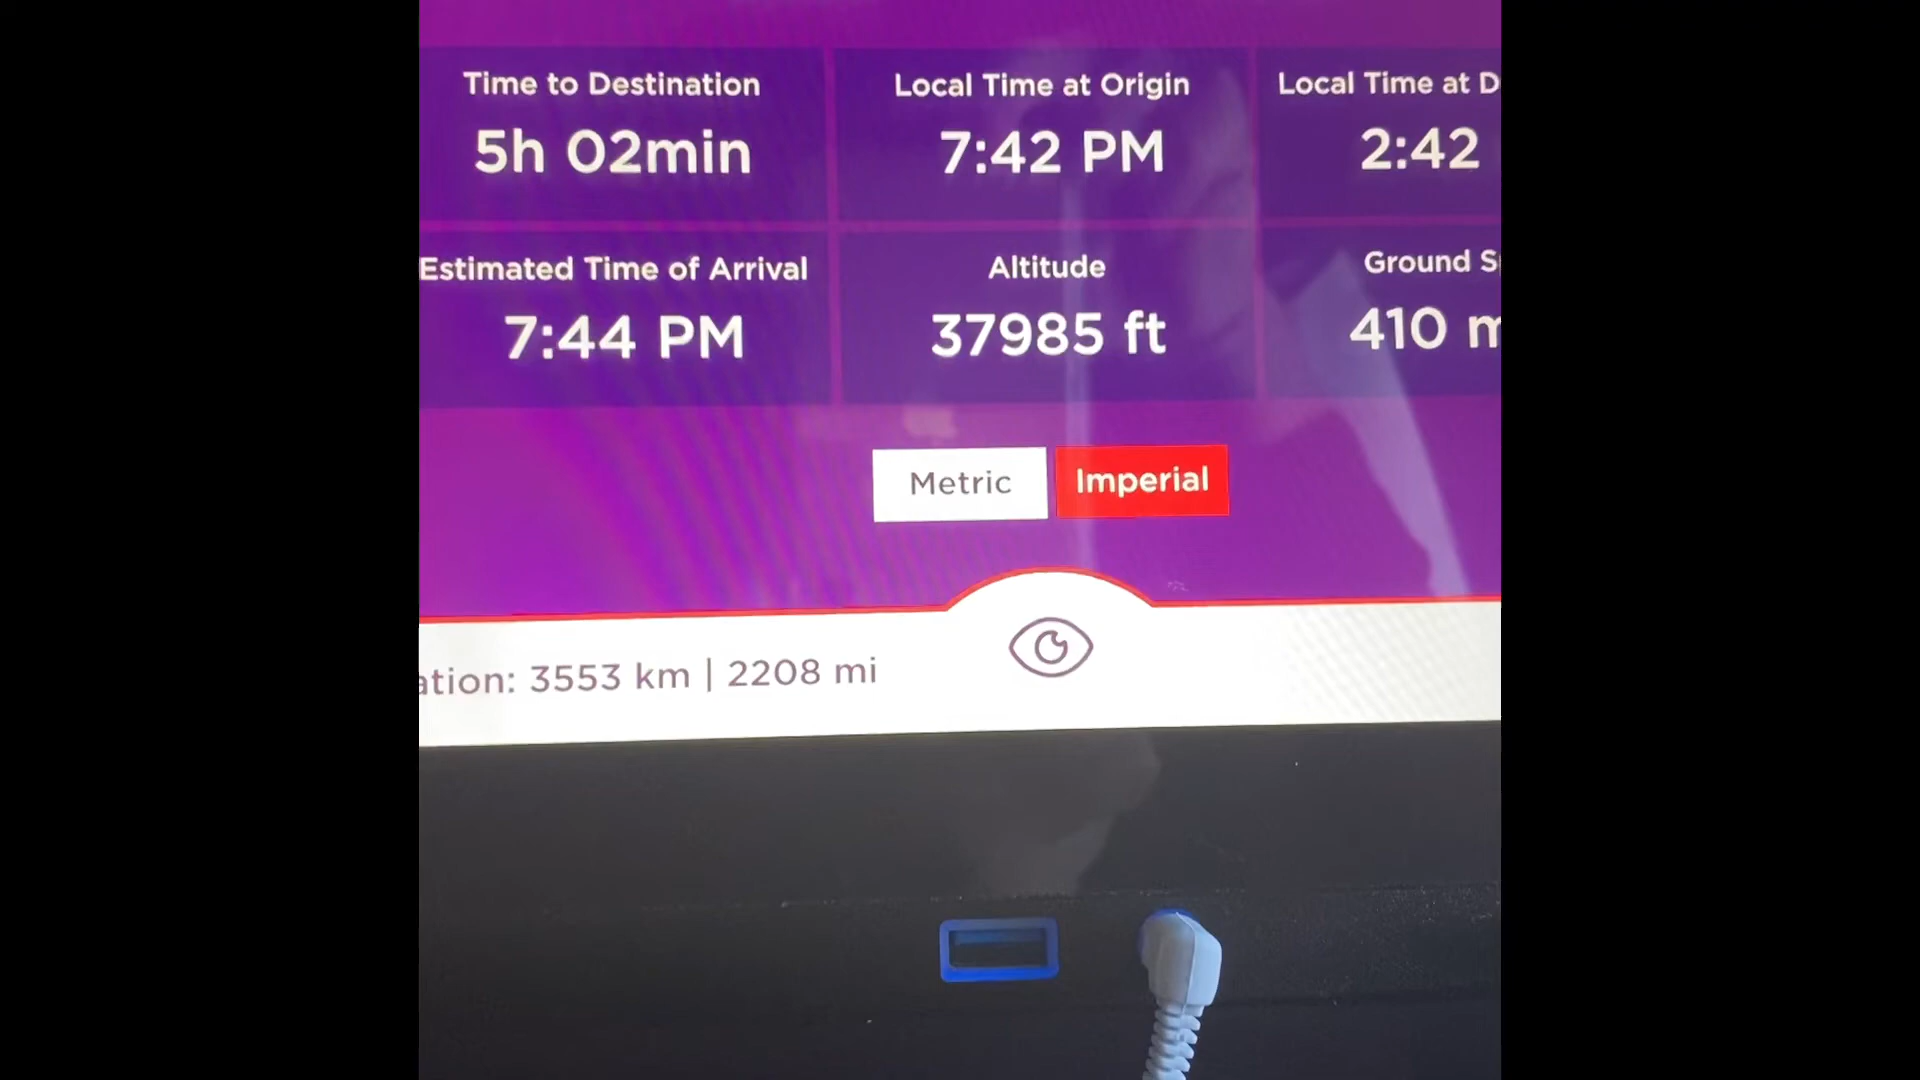 Time to Destination
5h 02min
Local Time at Origin
7:42 PM
Local Time at D
2:42
Estimated Time of Arrival
7:44 PM
Altitude
37985 ft
Ground S
410 m
Metric
Imperial
ation: 3553 km | 2208 mi